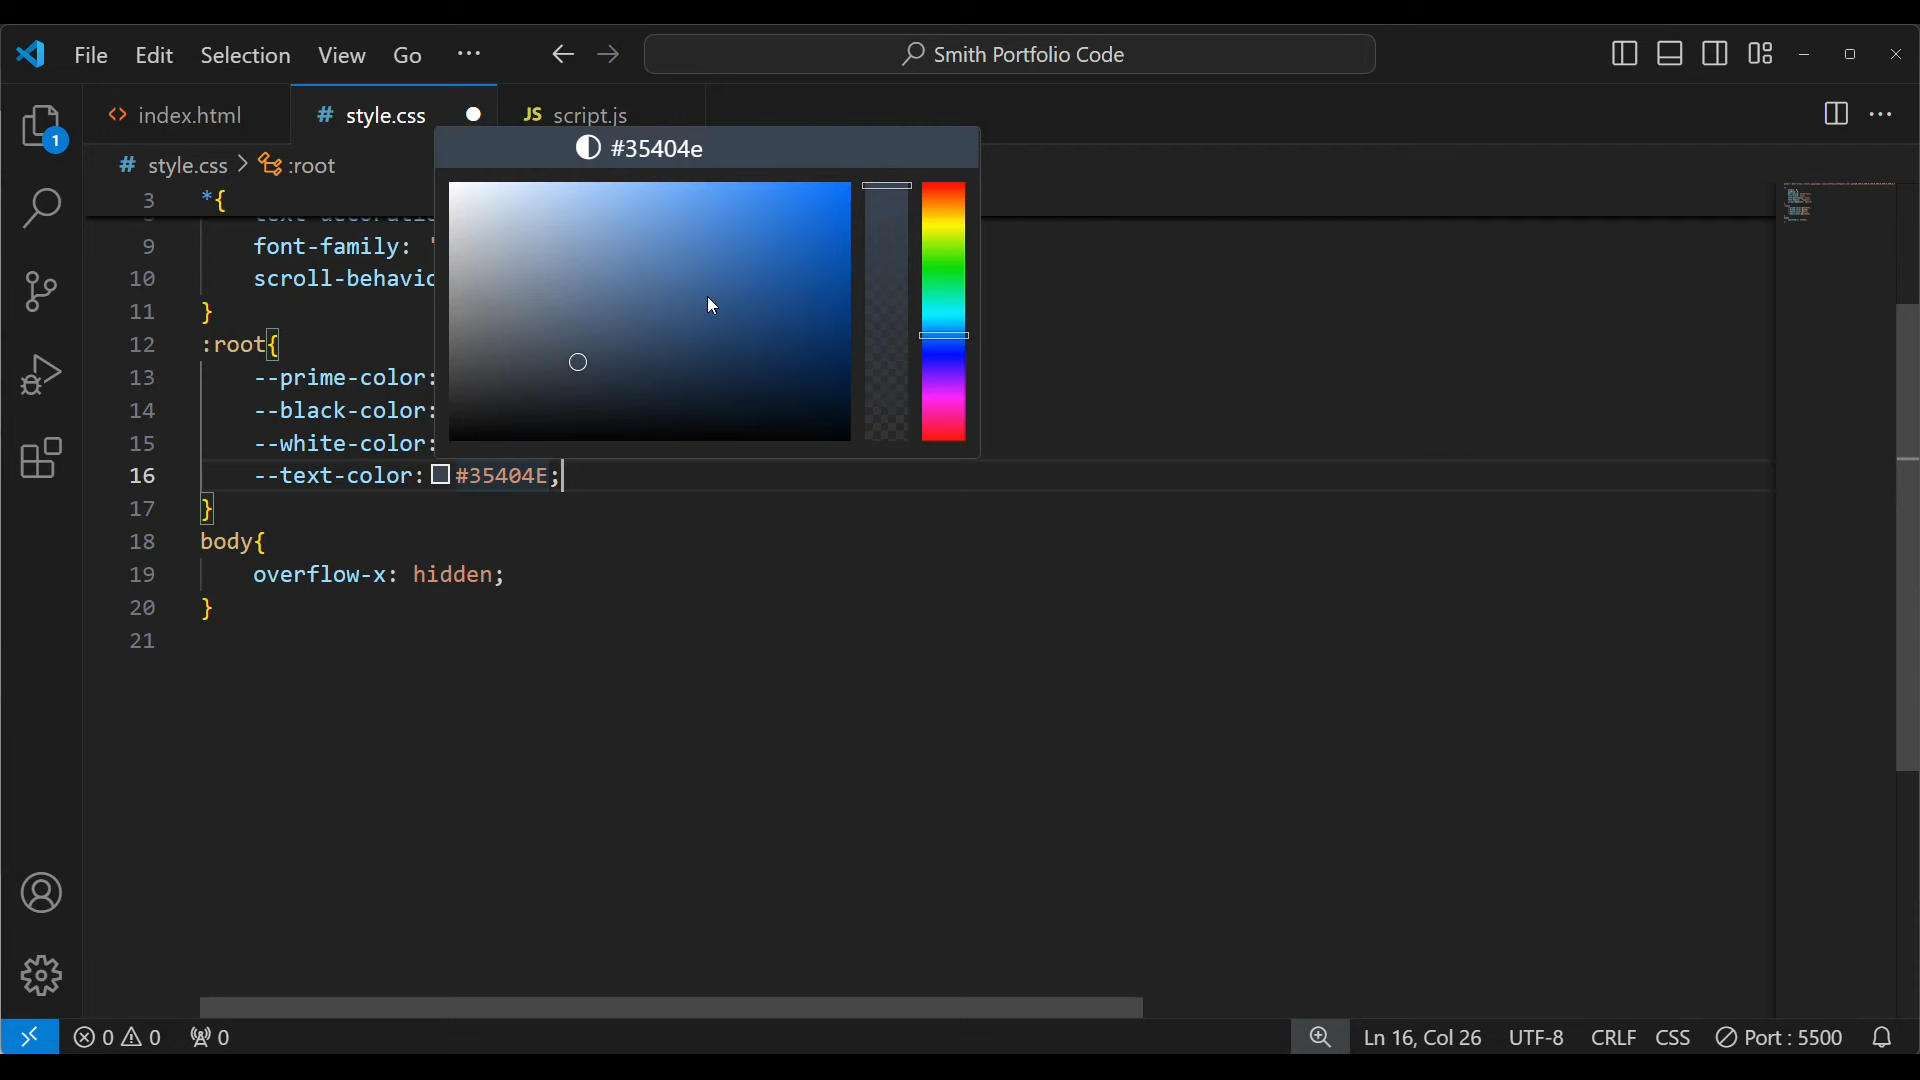 File Edit Selection View Go ··· Smith Portfolio Code
1
<> index.html # style.css JS script.js
# style.css > :root
#35404e
3 *{
9 font-family: '
10 scroll-behavio
11 }
12 :root{
13 --prime-color:
14 --black-color:
15 --white-color:
16 --text-color: #35404E;
17 }
18 body{
19 overflow-x: hidden;
20 }
21
0 0 0 Ln 16, Col 26 UTF-8 CRLF CSS Port : 5500